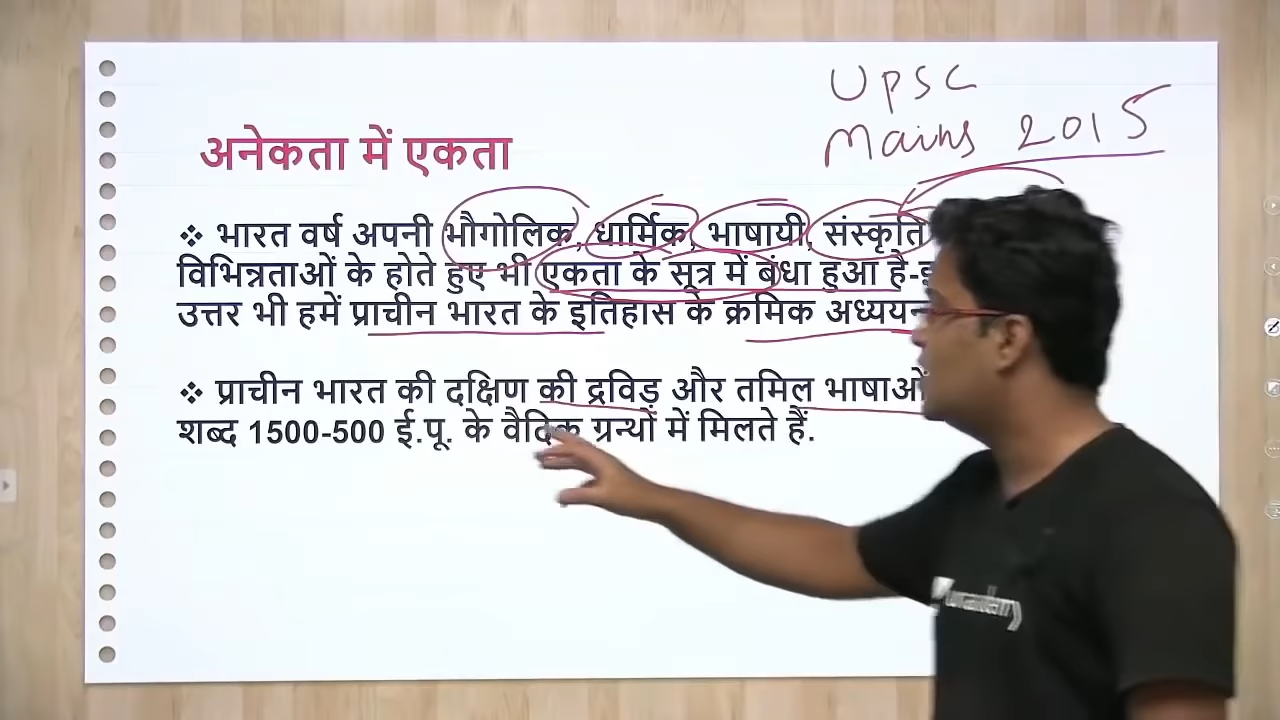 UPSC
Mains 2015
अनेकता में एकता
❖ भारत वर्ष अपनी भौगोलिक, धार्मिक, भाषायी, संस्कृति
विभिन्नताओं के होते हुए भी एकता के सूत्र में बंधा हुआ है-
उत्तर भी हमें प्राचीन भारत के इतिहास के क्रमिक अध्ययन
❖ प्राचीन भारत की दक्षिण की द्रविड़ और तमिल भाषाओं
शब्द 1500-500 ई.पू. के वैदिक ग्रन्थों में मिलते हैं.